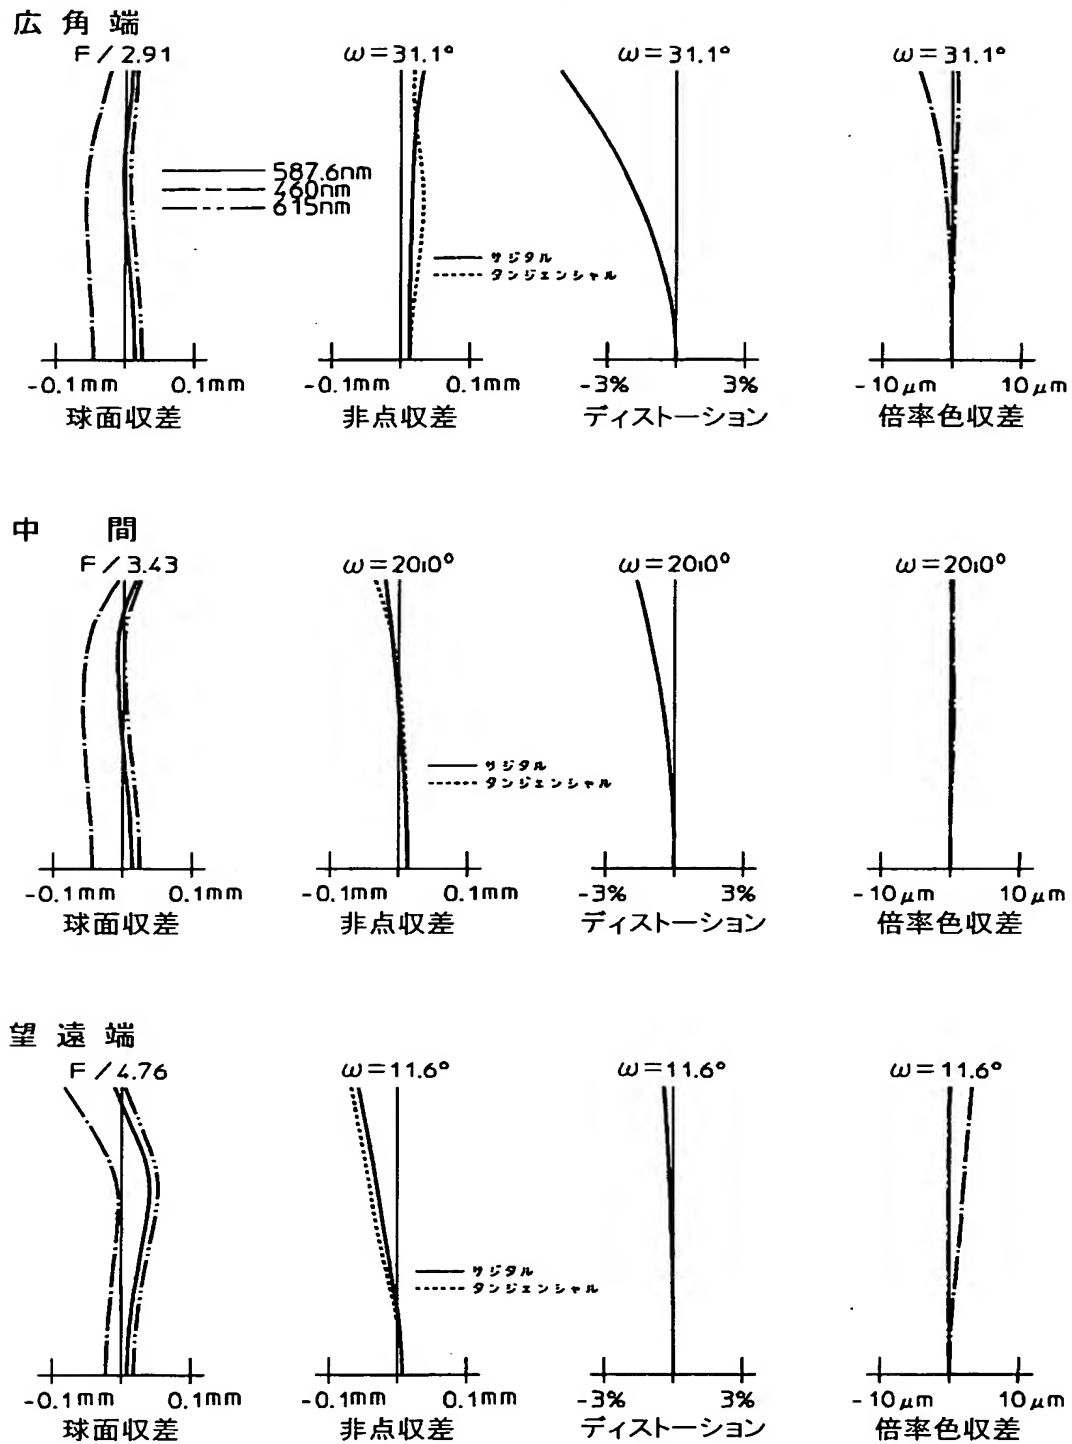 広角端
F/2.91 ω=31.1° ω=31.1° ω=31.1°
587.6nm
460nm
615nm
サジタル
タンジェンシャル
-0.1mm 0.1mm -0.1mm 0.1mm -3% 3% -10μm 10μm
球面収差 非点収差 ディストーション 倍率色収差
中 間
F/3.43 ω=20.0° ω=20.0° ω=20.0°
サジタル
タンジェンシャル
-0.1mm 0.1mm -0.1mm 0.1mm -3% 3% -10μm 10μm
球面収差 非点収差 ディストーション 倍率色収差
望遠端
F/4.76 ω=11.6° ω=11.6° ω=11.6°
サジタル
タンジェンシャル
-0.1mm 0.1mm -0.1mm 0.1mm -3% 3% -10μm 10μm
球面収差 非点収差 ディストーション 倍率色収差